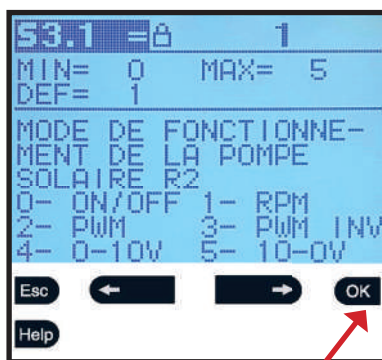 S3.1 = 1
MIN= 0 MAX= 5
DEF= 1
MODE DE FONCTIONNE-
MENT DE LA POMPE
SOLAIRE R2
0- ON/OFF 1- RPM
2- PWM 3- PWM INV
4- 0-10V 5- 10-0V
Esc OK
Help